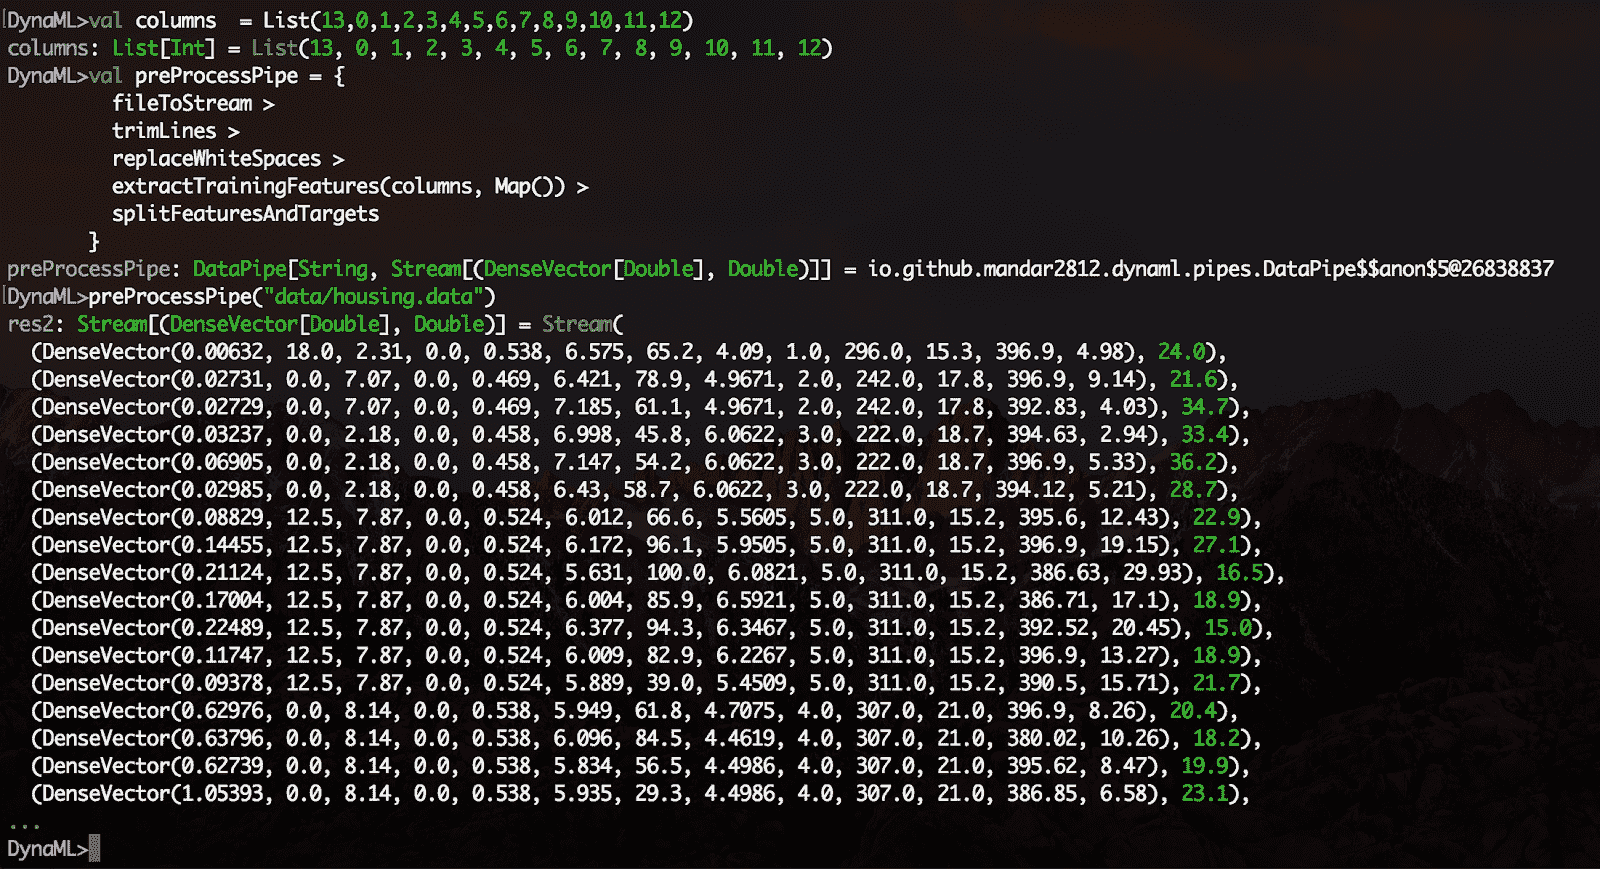 DynaML>val columns  = List(13,0,1,2,3,4,5,6,7,8,9,10,11,12)
columns: List[Int] = List(13, 0, 1, 2, 3, 4, 5, 6, 7, 8, 9, 10, 11, 12)
DynaML>val preProcessPipe = {
         fileToStream >
         trimLines >
         replaceWhiteSpaces >
         extractTrainingFeatures(columns, Map()) >
         splitFeaturesAndTargets
       }
preProcessPipe: DataPipe[String, Stream[(DenseVector[Double], Double)]] = io.github.mandar2812.dynaml.pipes.DataPipe$$anon$5@26838837
DynaML>preProcessPipe("data/housing.data")
res2: Stream[(DenseVector[Double], Double)] = Stream(
  (DenseVector(0.00632, 18.0, 2.31, 0.0, 0.538, 6.575, 65.2, 4.09, 1.0, 296.0, 15.3, 396.9, 4.98), 24.0),
  (DenseVector(0.02731, 0.0, 7.07, 0.0, 0.469, 6.421, 78.9, 4.9671, 2.0, 242.0, 17.8, 396.9, 9.14), 21.6),
  (DenseVector(0.02729, 0.0, 7.07, 0.0, 0.469, 7.185, 61.1, 4.9671, 2.0, 242.0, 17.8, 392.83, 4.03), 34.7),
  (DenseVector(0.03237, 0.0, 2.18, 0.0, 0.458, 6.998, 45.8, 6.0622, 3.0, 222.0, 18.7, 394.63, 2.94), 33.4),
  (DenseVector(0.06905, 0.0, 2.18, 0.0, 0.458, 7.147, 54.2, 6.0622, 3.0, 222.0, 18.7, 396.9, 5.33), 36.2),
  (DenseVector(0.02985, 0.0, 2.18, 0.0, 0.458, 6.43, 58.7, 6.0622, 3.0, 222.0, 18.7, 394.12, 5.21), 28.7),
  (DenseVector(0.08829, 12.5, 7.87, 0.0, 0.524, 6.012, 66.6, 5.5605, 5.0, 311.0, 15.2, 395.6, 12.43), 22.9),
  (DenseVector(0.14455, 12.5, 7.87, 0.0, 0.524, 6.172, 96.1, 5.9505, 5.0, 311.0, 15.2, 396.9, 19.15), 27.1),
  (DenseVector(0.21124, 12.5, 7.87, 0.0, 0.524, 5.631, 100.0, 6.0821, 5.0, 311.0, 15.2, 386.63, 29.93), 16.5),
  (DenseVector(0.17004, 12.5, 7.87, 0.0, 0.524, 6.004, 85.9, 6.5921, 5.0, 311.0, 15.2, 386.71, 17.1), 18.9),
  (DenseVector(0.22489, 12.5, 7.87, 0.0, 0.524, 6.377, 94.3, 6.3467, 5.0, 311.0, 15.2, 392.52, 20.45), 15.0),
  (DenseVector(0.11747, 12.5, 7.87, 0.0, 0.524, 6.009, 82.9, 6.2267, 5.0, 311.0, 15.2, 396.9, 13.27), 18.9),
  (DenseVector(0.09378, 12.5, 7.87, 0.0, 0.524, 5.889, 39.0, 5.4509, 5.0, 311.0, 15.2, 390.5, 15.71), 21.7),
  (DenseVector(0.62976, 0.0, 8.14, 0.0, 0.538, 5.949, 61.8, 4.7075, 4.0, 307.0, 21.0, 396.9, 8.26), 20.4),
  (DenseVector(0.63796, 0.0, 8.14, 0.0, 0.538, 6.096, 84.5, 4.4619, 4.0, 307.0, 21.0, 380.02, 10.26), 18.2),
  (DenseVector(0.62739, 0.0, 8.14, 0.0, 0.538, 5.834, 56.5, 4.4986, 4.0, 307.0, 21.0, 395.62, 8.47), 19.9),
  (DenseVector(1.05393, 0.0, 8.14, 0.0, 0.538, 5.935, 29.3, 4.4986, 4.0, 307.0, 21.0, 386.85, 6.58), 23.1),
...
DynaML>